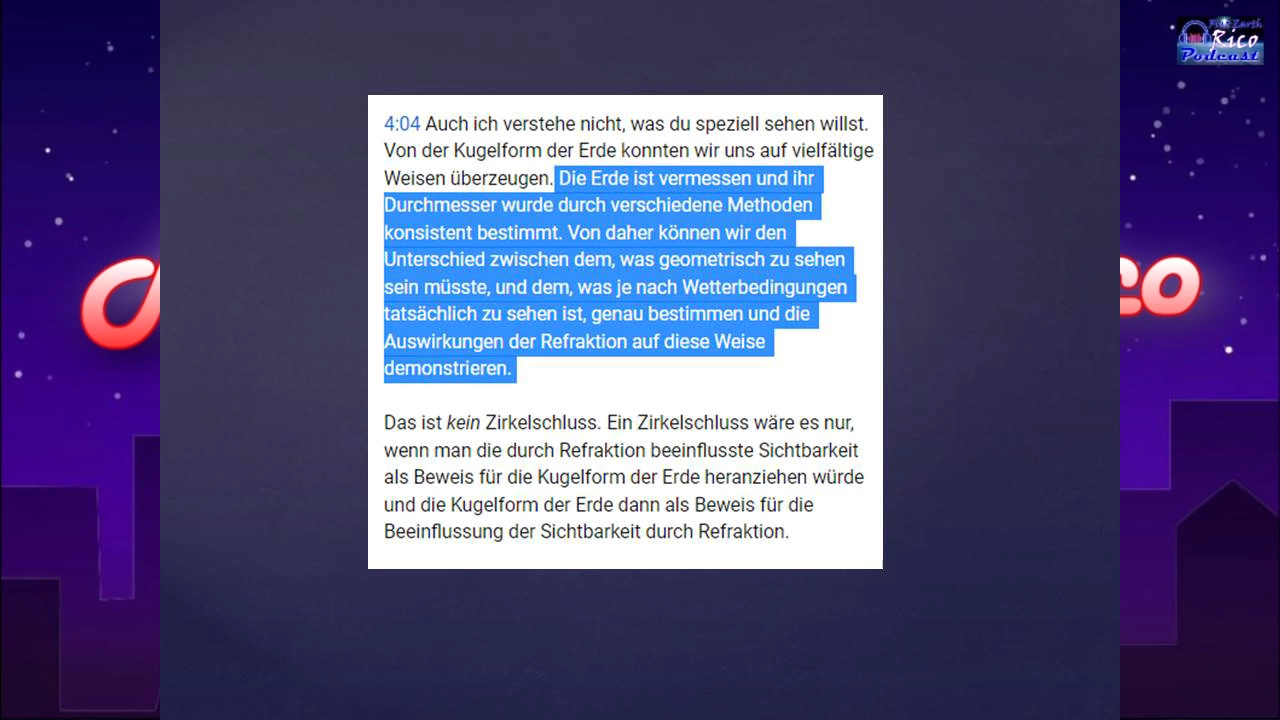 Flat Earth
Rico
Podcast
4:04 Auch ich verstehe nicht, was du speziell sehen willst.
Von der Kugelform der Erde konnten wir uns auf vielfältige
Weisen überzeugen. Die Erde ist vermessen und ihr
Durchmesser wurde durch verschiedene Methoden
konsistent bestimmt. Von daher können wir den
Unterschied zwischen dem, was geometrisch zu sehen
sein müsste, und dem, was je nach Wetterbedingungen
tatsächlich zu sehen ist, genau bestimmen und die
Auswirkungen der Refraktion auf diese Weise
demonstrieren.
Das ist kein Zirkelschluss. Ein Zirkelschluss wäre es nur,
wenn man die durch Refraktion beeinflusste Sichtbarkeit
als Beweis für die Kugelform der Erde heranziehen würde
und die Kugelform der Erde dann als Beweis für die
Beeinflussung der Sichtbarkeit durch Refraktion.
co